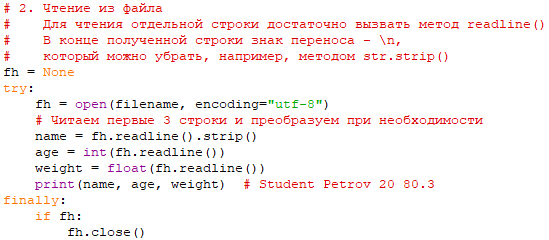 # 2. Чтение из файла
#    Для чтения отдельной строки достаточно вызвать метод readline()
#    В конце полученной строки знак переноса - \n,
#    который можно убрать, например, методом str.strip()
fh = None
try:
    fh = open(filename, encoding="utf-8")
    # Читаем первые 3 строки и преобразуем при необходимости
    name = fh.readline().strip()
    age = int(fh.readline())
    weight = float(fh.readline())
    print(name, age, weight)  # Student Petrov 20 80.3
finally:
    if fh:
        fh.close()